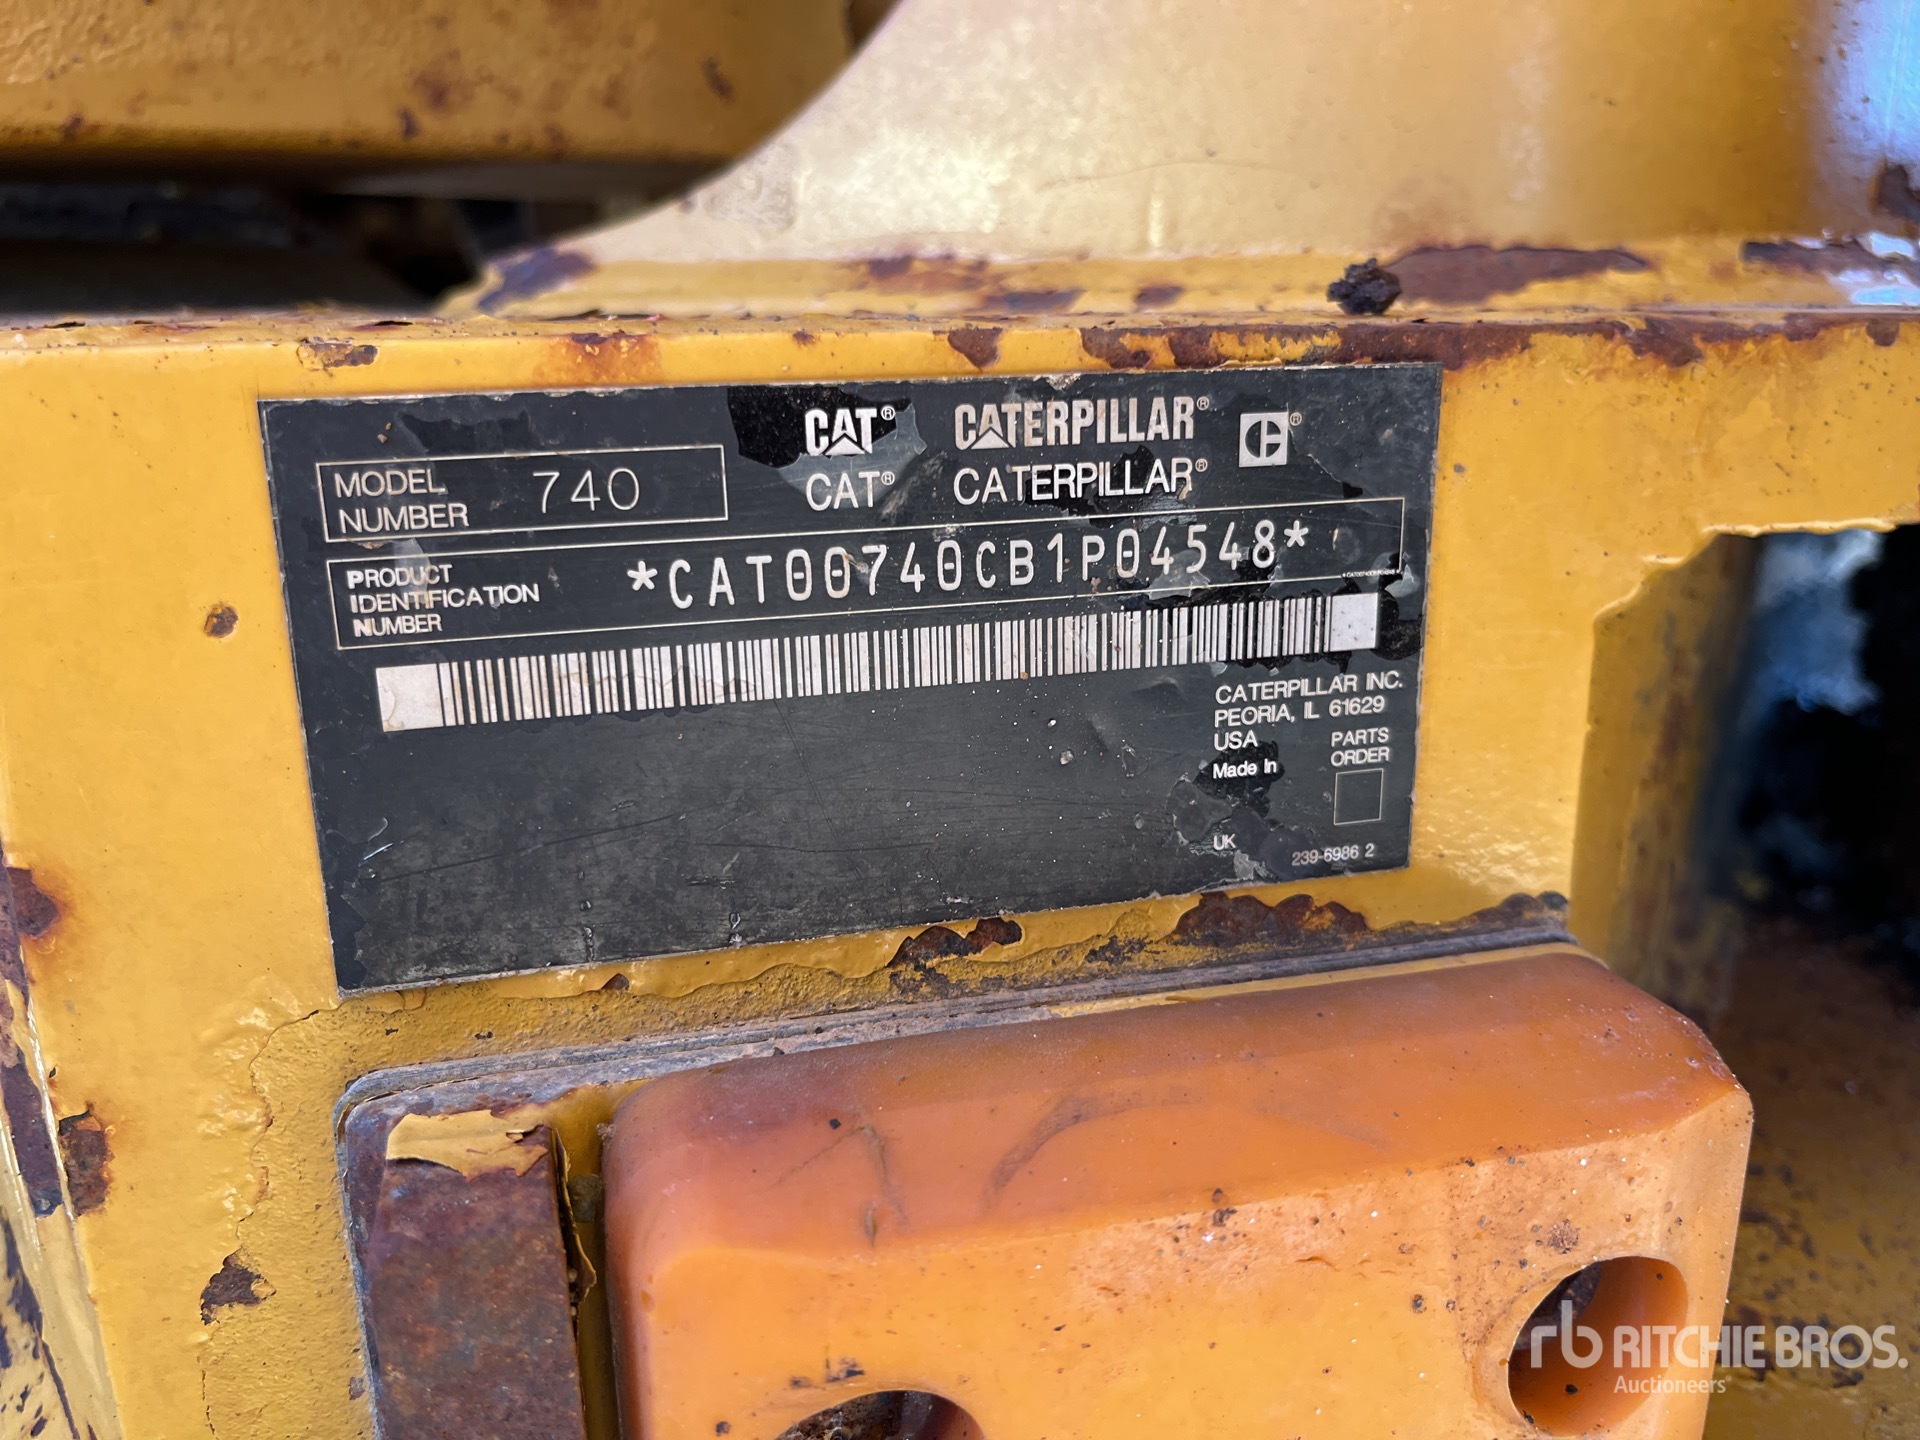 CAT® CATERPILLAR® ®
CAT® CATERPILLAR®
MODEL
NUMBER 740
PRODUCT
IDENTIFICATION
NUMBER
*CAT00740CB1P04548*
CATERPILLAR INC.
PEORIA, IL 61629
USA
Made In
UK
PARTS
ORDER
239-6986 2
rb RITCHIE BROS.
Auctioneers